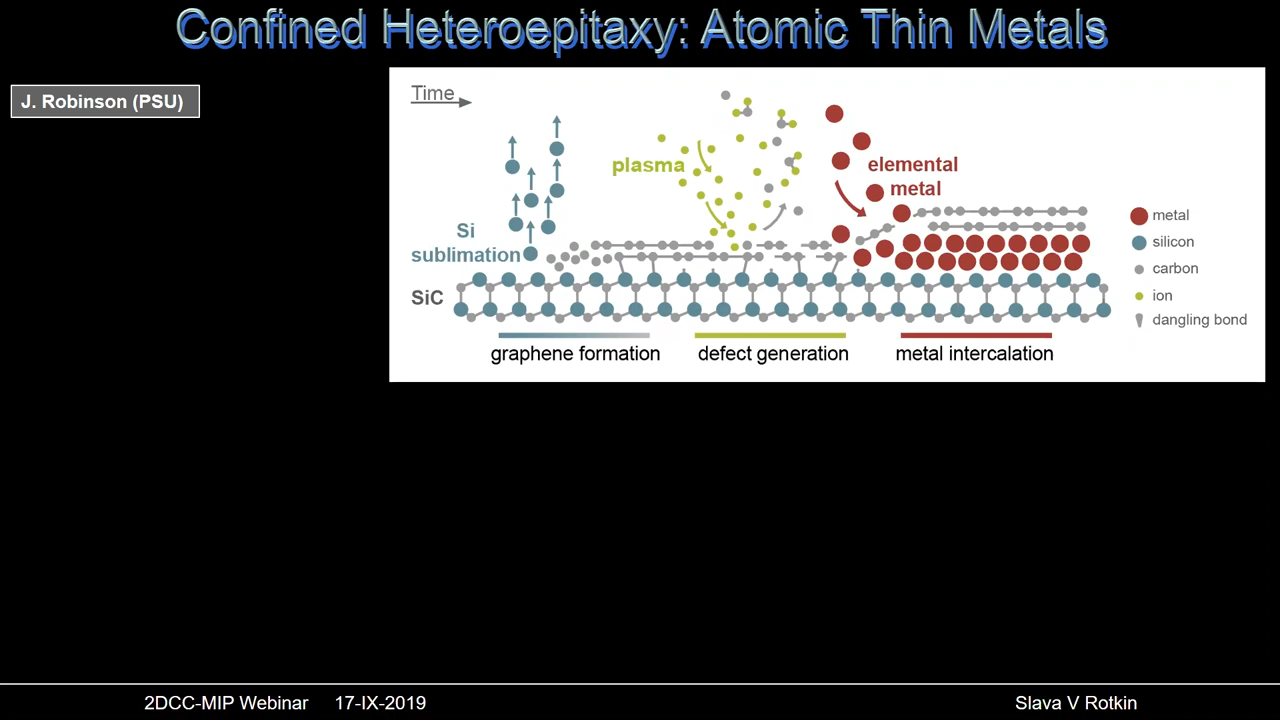 Confined Heteroepitaxy: Atomic Thin Metals
J. Robinson (PSU)
Time
plasma
elemental
metal
Si
sublimation
SiC
metal
silicon
carbon
ion
dangling bond
graphene formation
defect generation
metal intercalation
2DCC-MIP Webinar 17-IX-2019
Slava V Rotkin